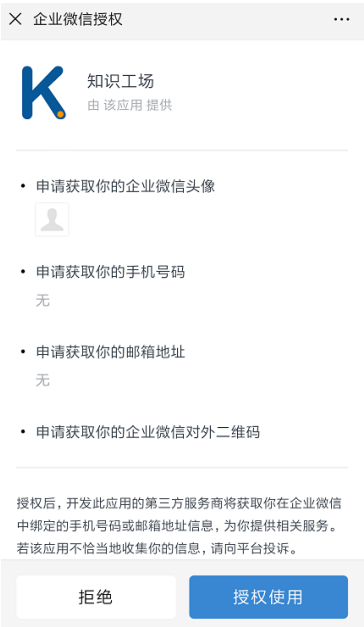 企业微信授权
知识工场
由 该应用 提供
• 申请获取你的企业微信头像
• 申请获取你的手机号码
无
• 申请获取你的邮箱地址
无
• 申请获取你的企业微信对外二维码
授权后，开发此应用的第三方服务商将获取你在企业微信
中绑定的手机号码或邮箱地址信息，为你提供相关服务。
若该应用不恰当地收集你的信息，请向平台投诉。
拒绝
授权使用